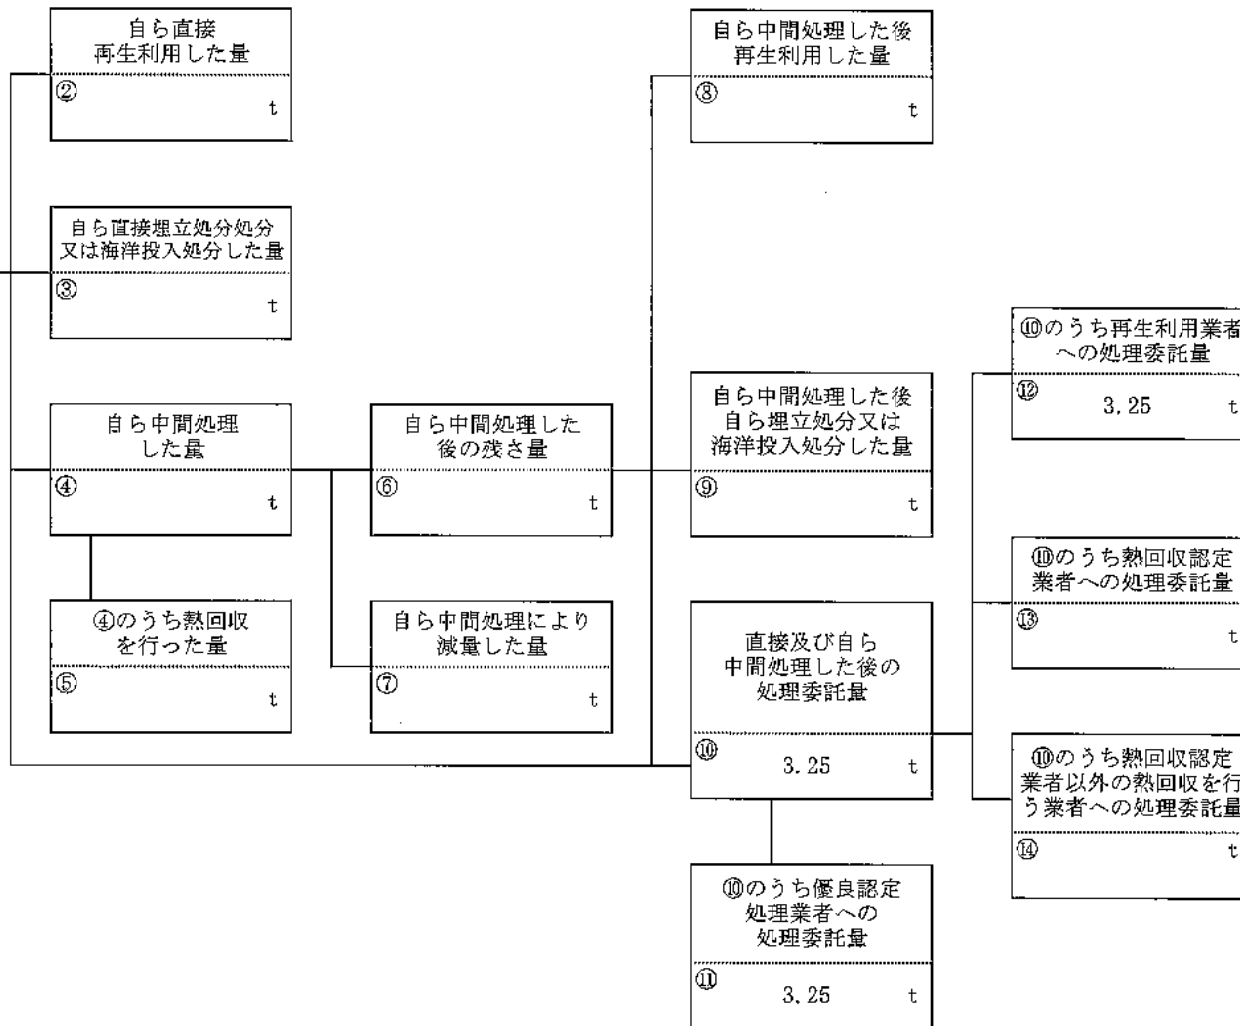 自ら直接
再生利用した量
②
t
自ら直接埋立処分処分
又は海洋投入処分した量
③
t
自ら中間処理
した量
④
t
④のうち熱回収
を行った量
⑤
t
自ら中間処理した
後の残さ量
⑥
t
自ら中間処理により
減量した量
⑦
t
自ら中間処理した後
再生利用した量
⑧
t
自ら中間処理した後
自ら埋立処分又は
海洋投入処分した量
⑨
t
直接及び自ら
中間処理した後の
処理委託量
⑩
3.25 t
⑩のうち優良認定
処理業者への
処理委託量
⑪
3.25 t
⑩のうち再生利用業者
への処理委託量
⑫
3.25 t
⑩のうち熱回収認定
業者への処理委託量
⑬
t
⑩のうち熱回収認定
業者以外の熱回収を行
う業者への処理委託量
⑭
t